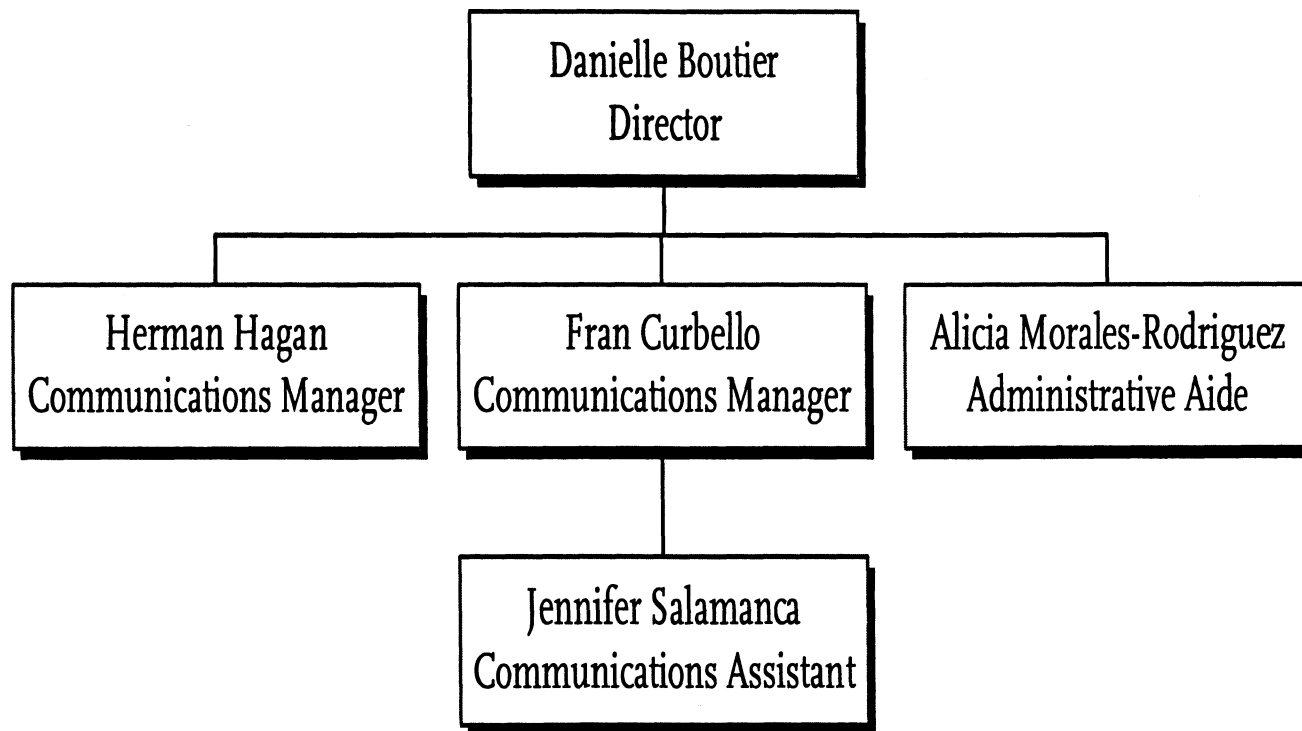 Danielle Boutier
Director
Herman Hagan
Communications Manager
Fran Curbello
Communications Manager
Alicia Morales-Rodriguez
Administrative Aide
Jennifer Salamanca
Communications Assistant